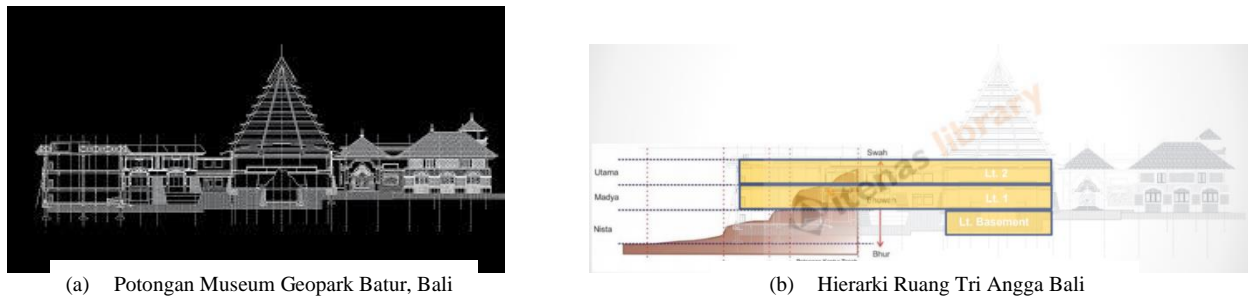 Swah
Utama
Lt. 2
Madya
Lt. 1
Nista
Lt. Basement
Bhur
itenas library
(a) Potongan Museum Geopark Batur, Bali
(b) Hierarki Ruang Tri Angga Bali